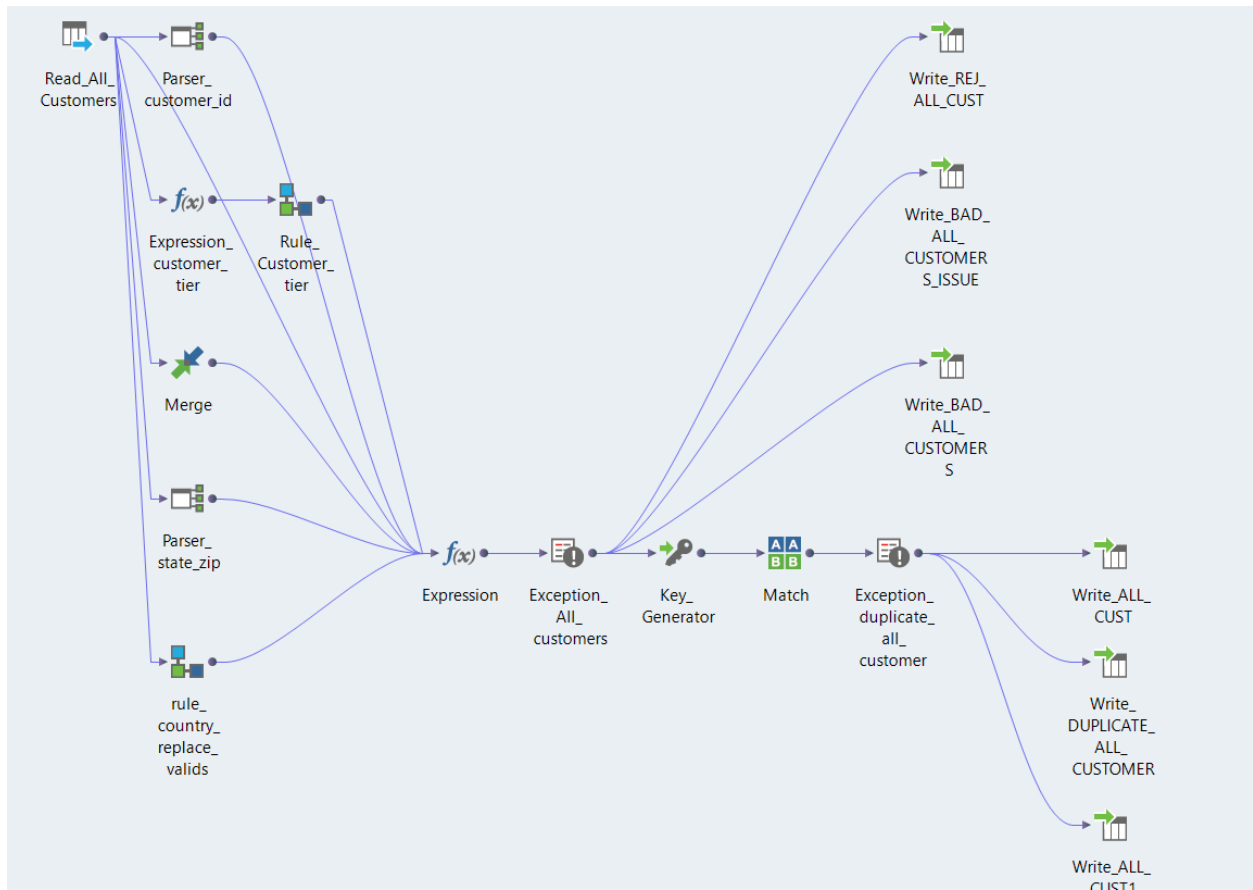 Read_All_
Customers
Parser_
customer_id
Write_REJ_
ALL_CUST
f(x)
Expression_
customer_
tier
Rule_
Customer_
tier
Write_BAD_
ALL_
CUSTOMER
S_ISSUE
Merge
Write_BAD_
ALL_
CUSTOMER
S
Parser_
state_zip
f(x)
Expression
Exception_
All_
customers
Key_
Generator
A A
B B
Match
Exception_
duplicate_
all_
customer
Write_ALL_
CUST
rule_
country_
replace_
valids
Write_
DUPLICATE_
ALL_
CUSTOMER
Write_ALL_
CUST1